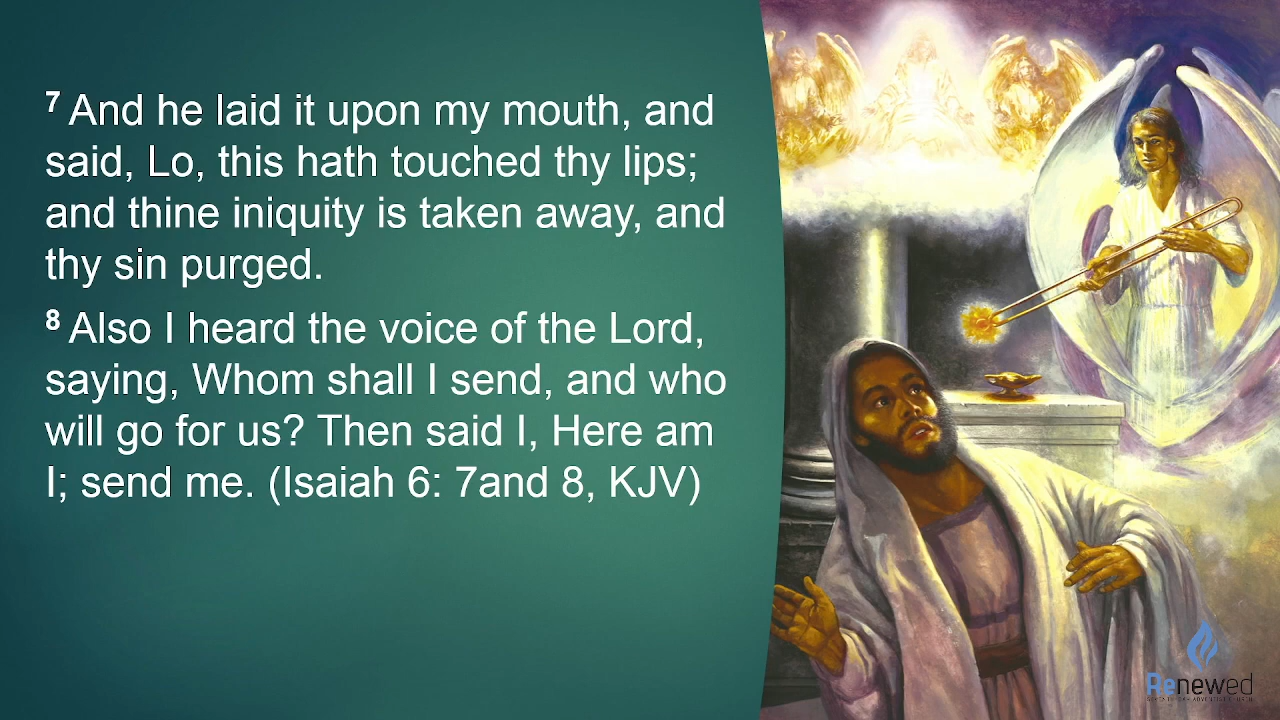 7 And he laid it upon my mouth, and
said, Lo, this hath touched thy lips;
and thine iniquity is taken away, and
thy sin purged.
8 Also I heard the voice of the Lord,
saying, Whom shall I send, and who
will go for us? Then said I, Here am
I; send me. (Isaiah 6: 7and 8, KJV)
Renewed